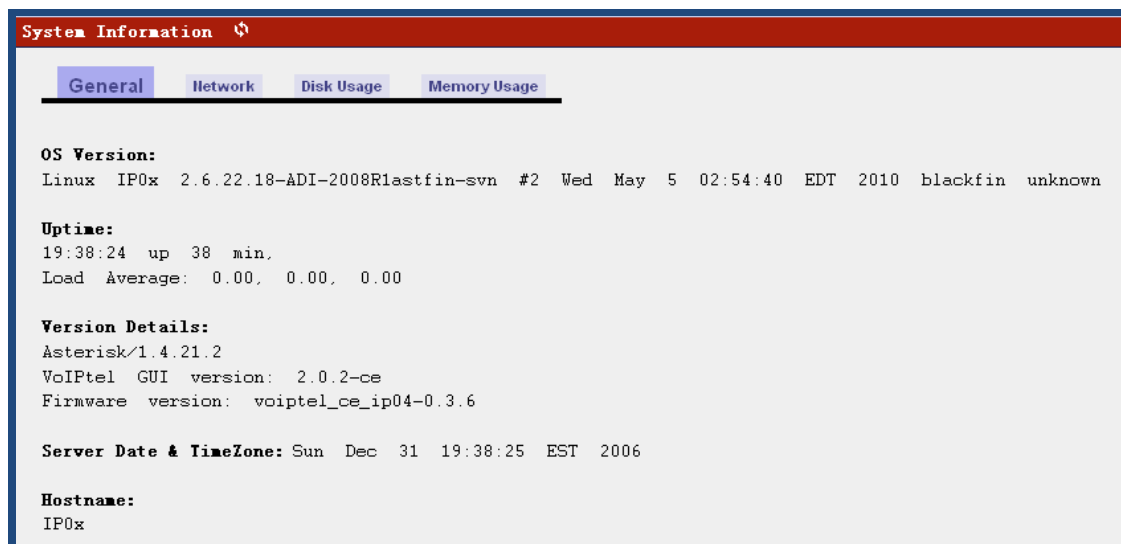 System Information
General Network Disk Usage Memory Usage
OS Version:
Linux IP0x 2.6.22.18-ADI-2008R1astfin-svn #2 Wed May 5 02:54:40 EDT 2010 blackfin unknown
Uptime:
19:38:24 up 38 min,
Load Average: 0.00, 0.00, 0.00
Version Details:
Asterisk/1.4.21.2
VoIPtel GUI version: 2.0.2-ce
Firmware version: voiptel_ce_ip04-0.3.6
Server Date & TimeZone: Sun Dec 31 19:38:25 EST 2006
Hostname:
IP0x